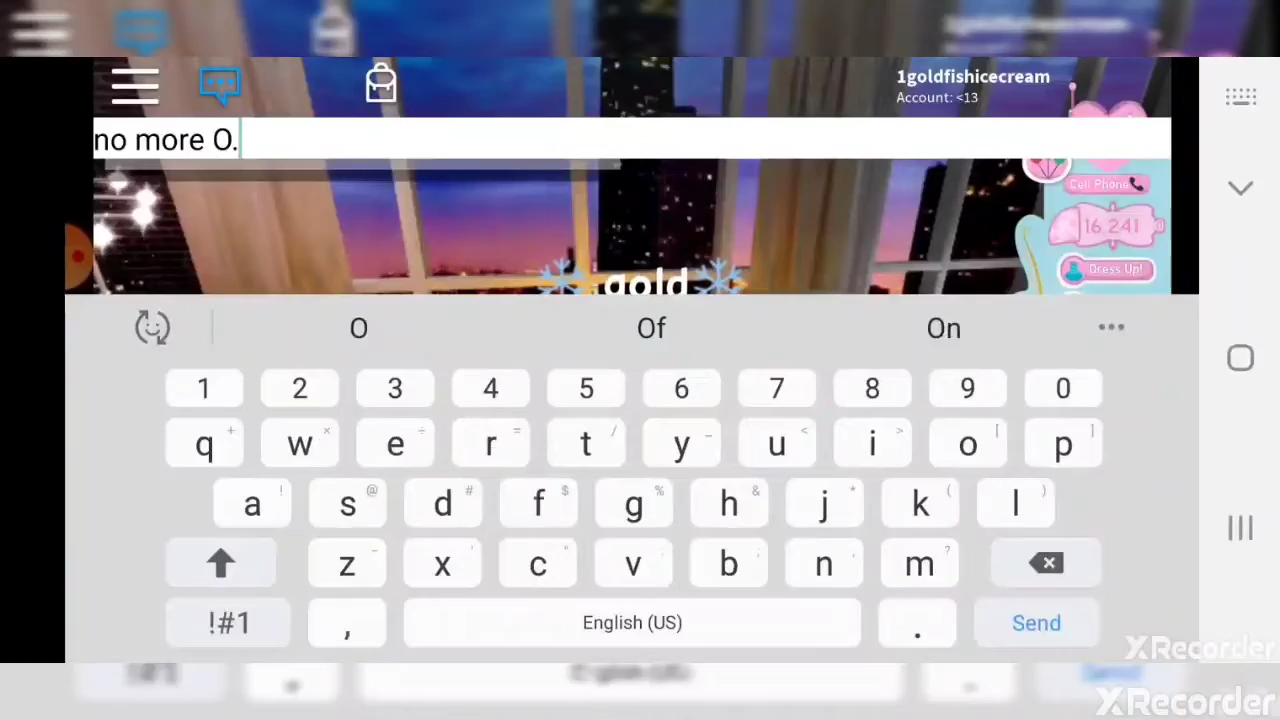 1goldfishicecream
Account: <13
no more O.
Cell Phone
16,241
Dress Up!
gold
O Of On
1 2 3 4 5 6 7 8 9 0
q + w × e ÷ r = t / y _ u < i > o [ p ]
a ! s @ d # f $ g % h & j * k ( l )
z - x ' c " v : b ; n , m ?
!#1 , English (US) . Send
XRecorder
XRecorder